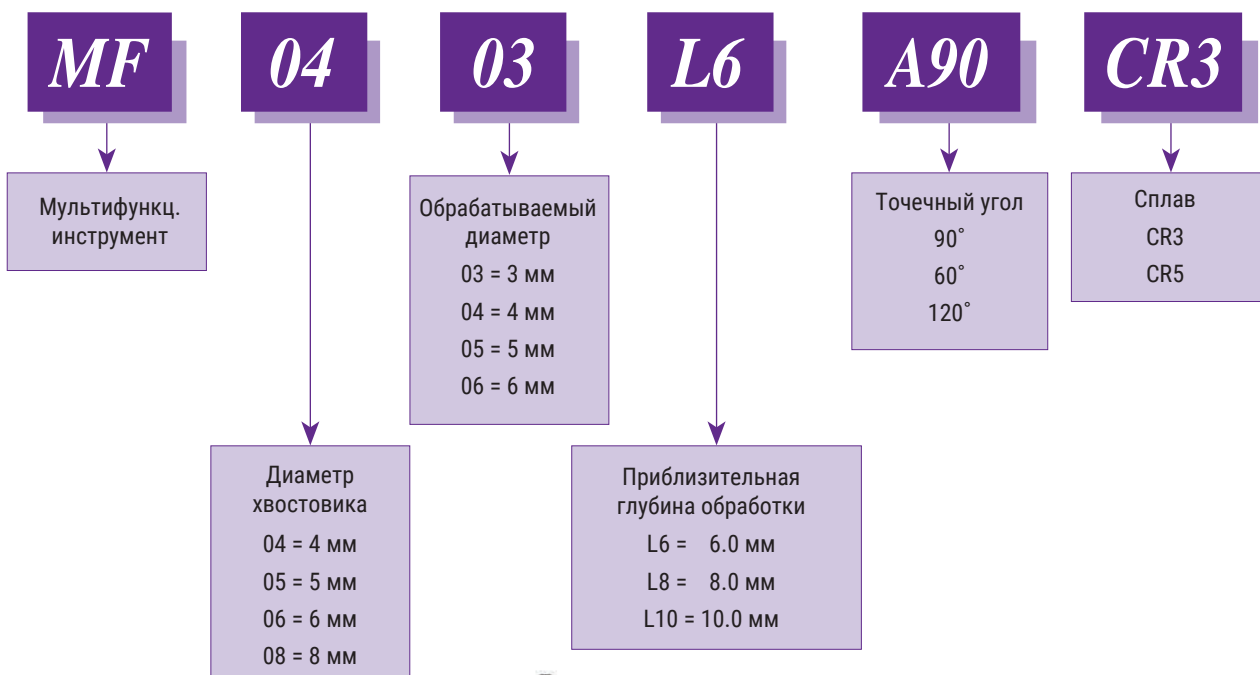 MF
04
03
L6
A90
CR3
Мультифункц.
инструмент
Обрабатываемый
диаметр
03 = 3 мм
04 = 4 мм
05 = 5 мм
06 = 6 мм
Точечный угол
90˚
60˚
120˚
Сплав
CR3
CR5
Диаметр
хвостовика
04 = 4 мм
05 = 5 мм
06 = 6 мм
08 = 8 мм
Приблизительная
глубина обработки
L6 = 6.0 мм
L8 = 8.0 мм
L10 = 10.0 мм